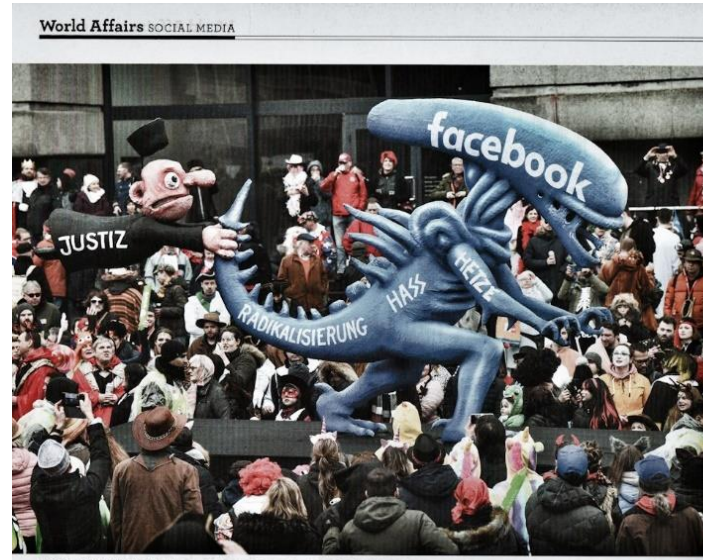 World Affairs SOCIAL MEDIA
facebook
JUSTIZ
HETZE
HASS
RADIKALISIERUNG